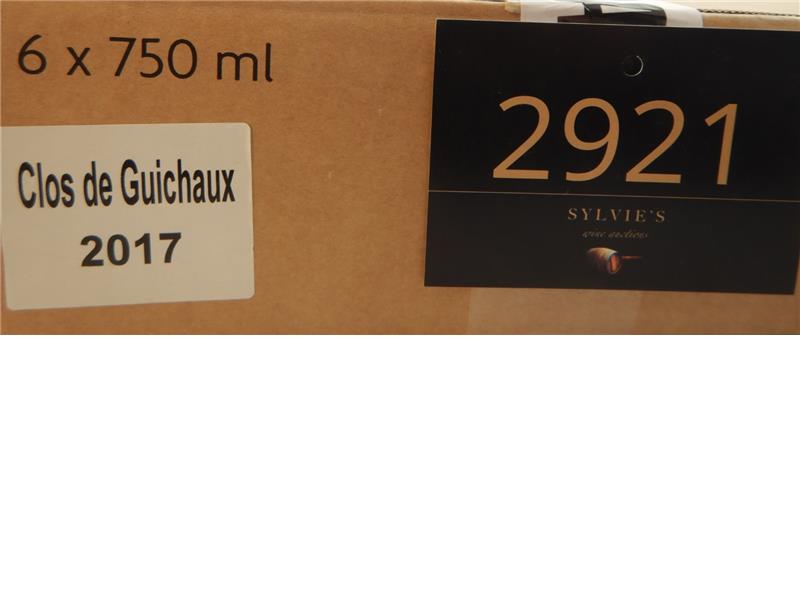 6 x 750 ml
Clos de Guichaux
2017
2921
SYLVIE'S
wine auctions